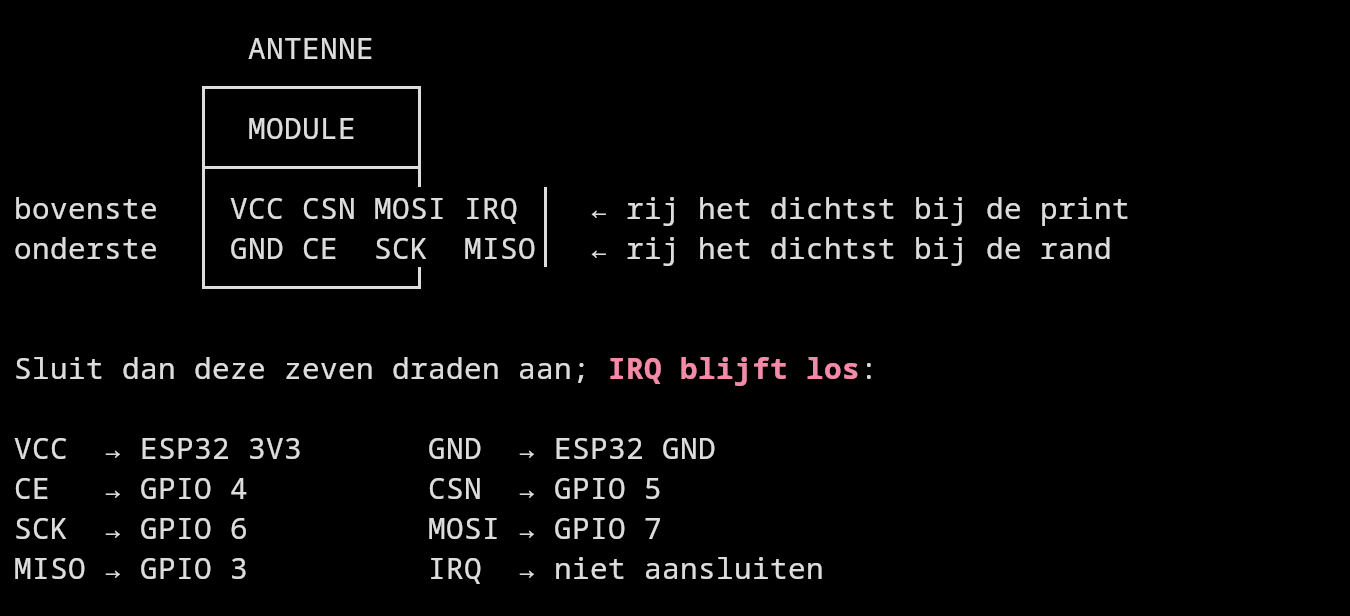 ANTENNE
MODULE
bovenste VCC CSN MOSI IRQ ← rij het dichtst bij de print
onderste GND CE SCK MISO ← rij het dichtst bij de rand
Sluit dan deze zeven draden aan; IRQ blijft los:
VCC → ESP32 3V3 GND → ESP32 GND
CE → GPIO 4 CSN → GPIO 5
SCK → GPIO 6 MOSI → GPIO 7
MISO → GPIO 3 IRQ → niet aansluiten